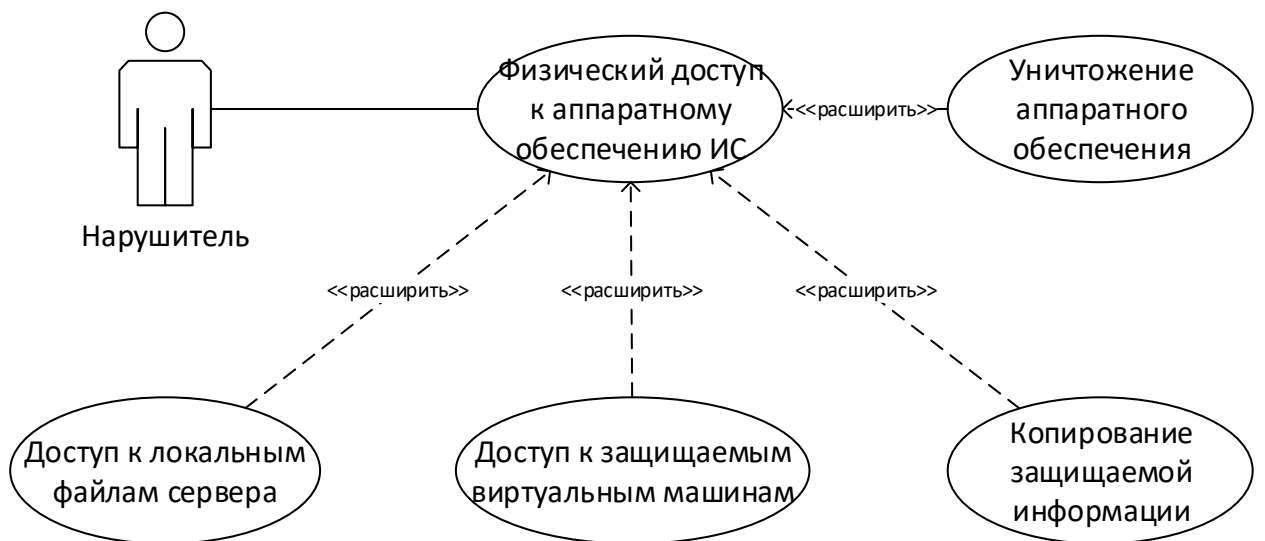 Физический доступ
к аппаратному
обеспечению ИС
<<расширить>>
Уничтожение
аппаратного
обеспечения
Нарушитель
<<расширить>>
<<расширить>>
<<расширить>>
Доступ к локальным
файлам сервера
Доступ к защищаемым
виртуальным машинам
Копирование
защищаемой
информации